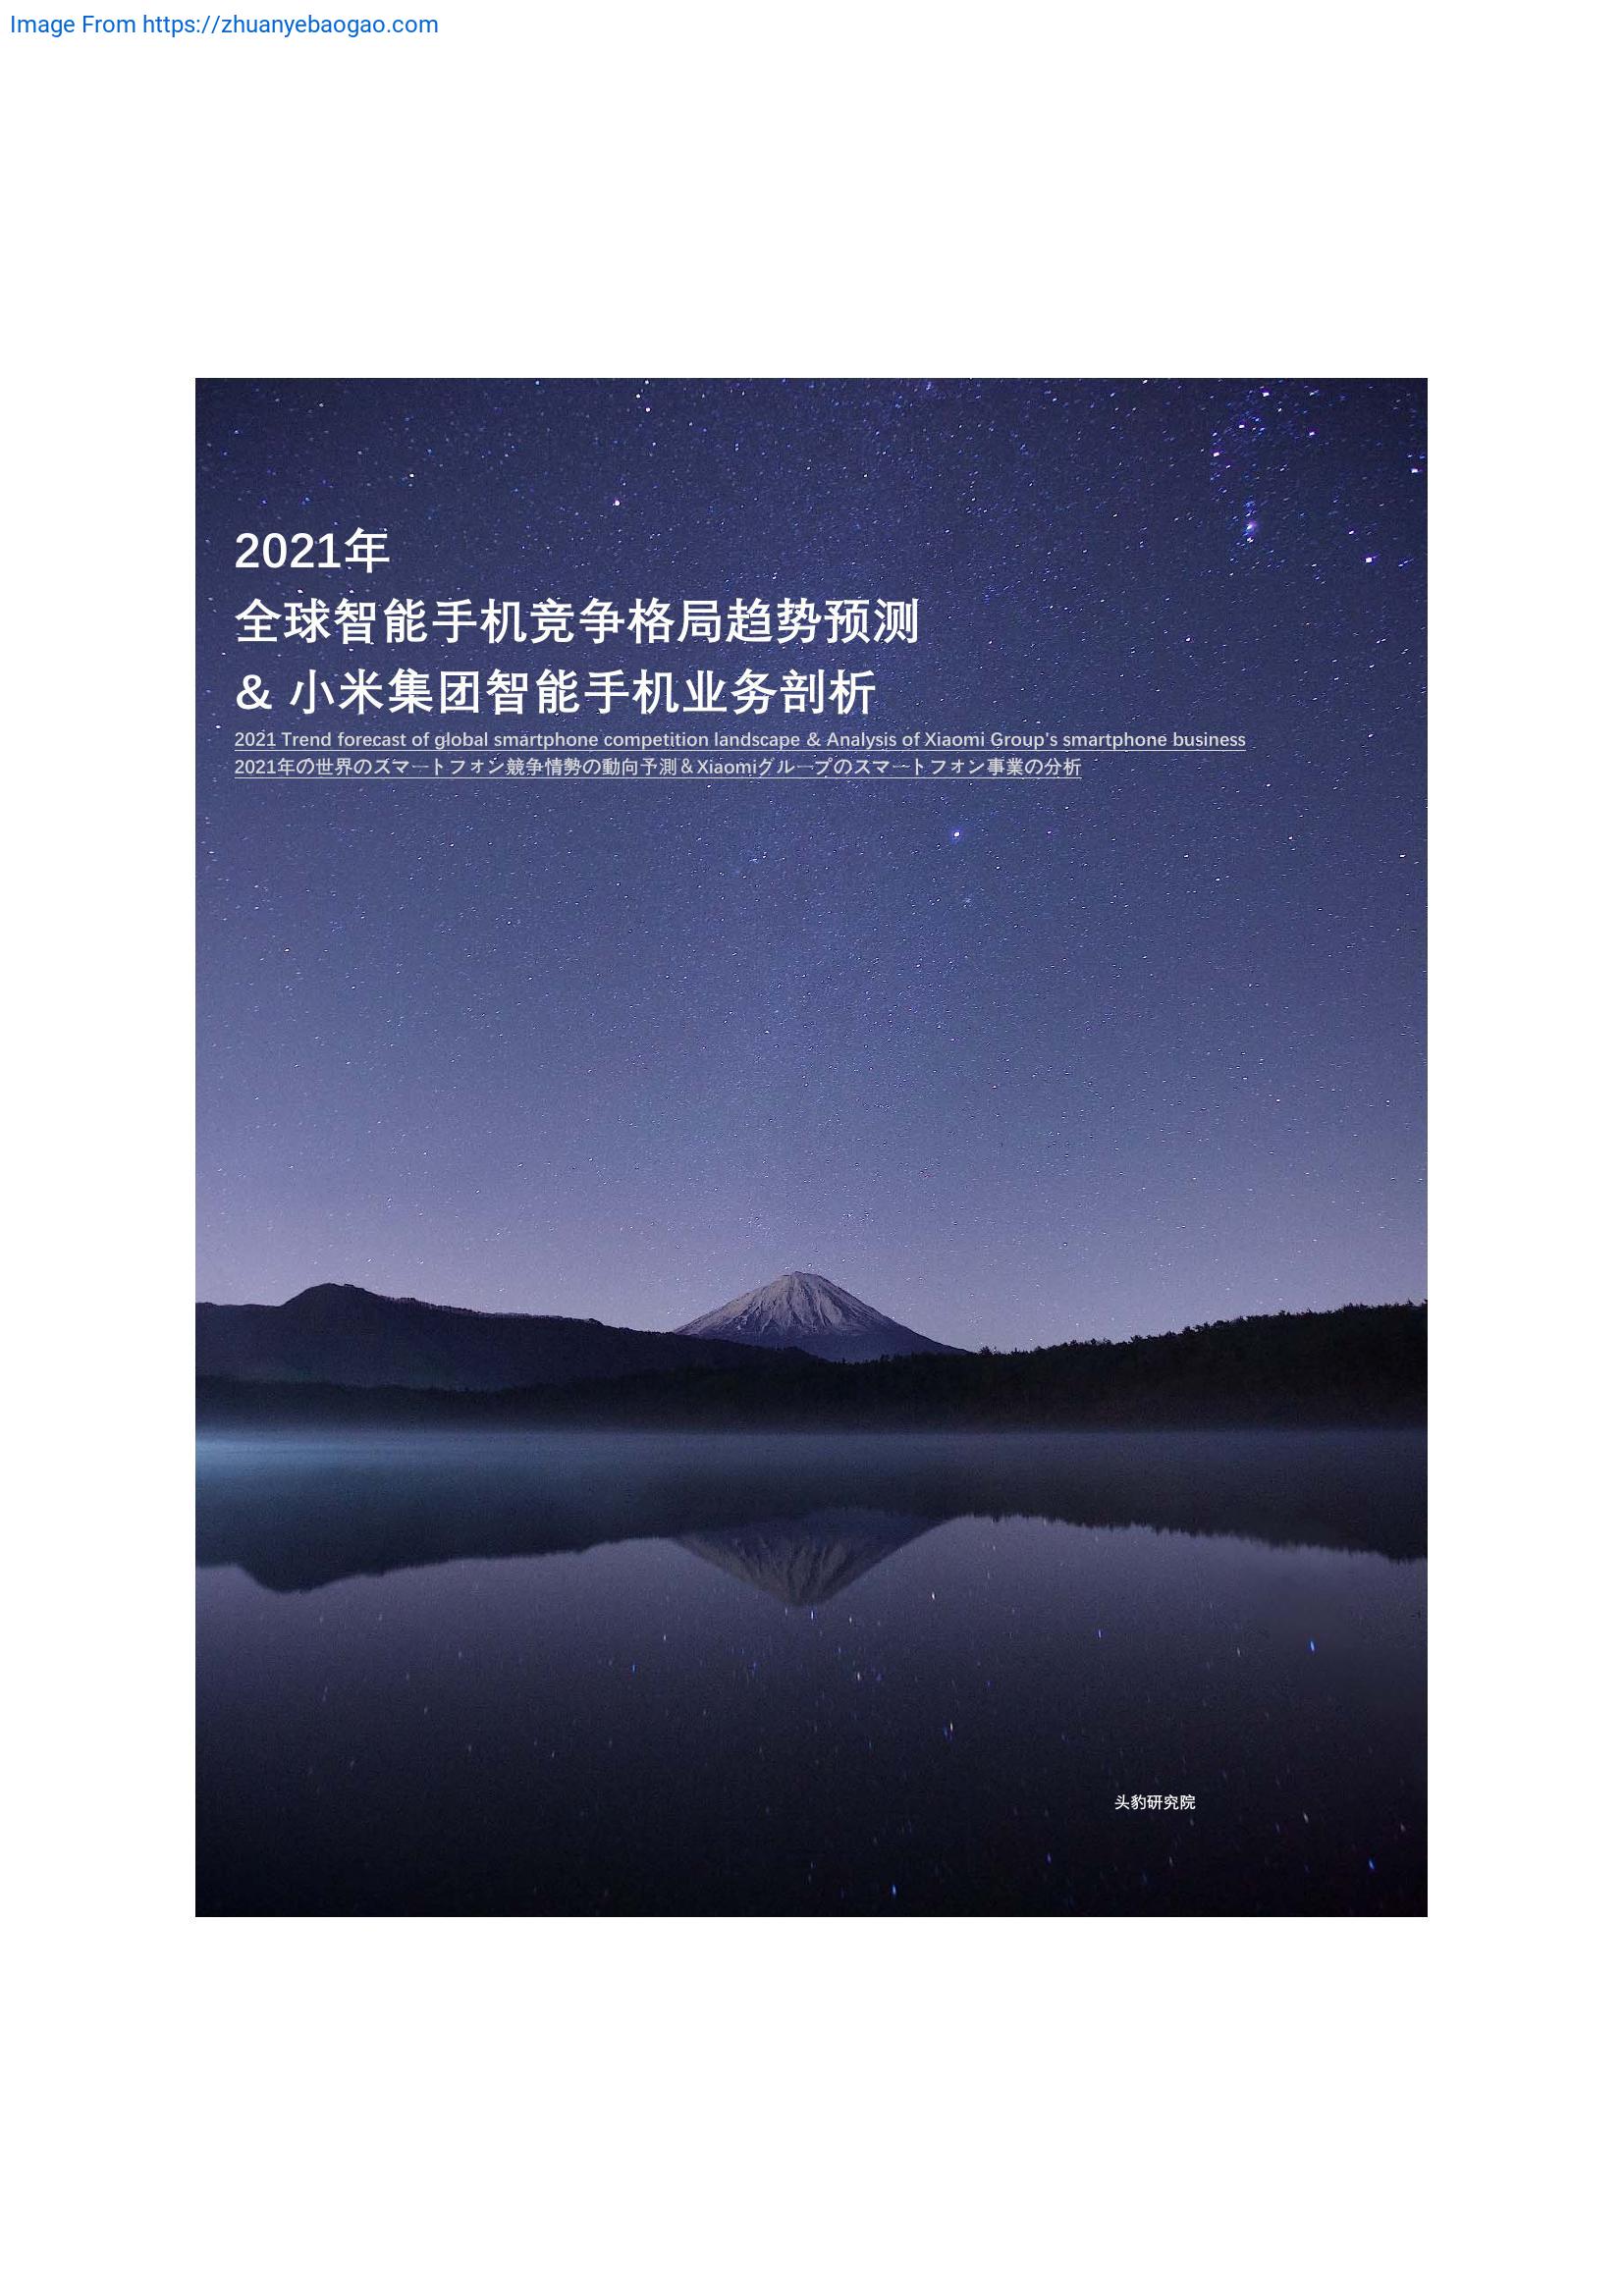 Image From https://zhuanyebaogao.com
2021年
全球智能手机竞争格局趋势预测
& 小米集团智能手机业务剖析
2021 Trend forecast of global smartphone competition landscape & Analysis of Xiaomi Group's smartphone business
2021年の世界のスマートフォン競争情勢の動向予測＆Xiaomiグループのスマートフォン事業の分析
头豹研究院